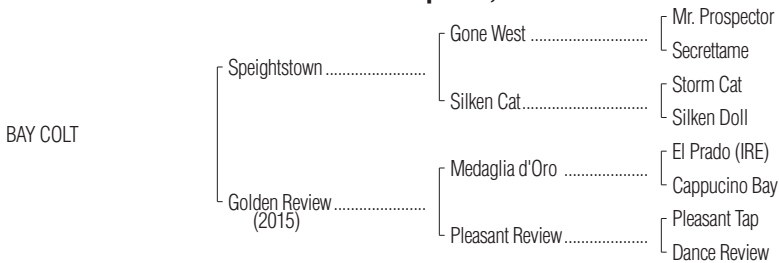 Mr. Prospector
Gone West ..............................
Secrettame
Speightstown .........................
Storm Cat
Silken Cat ................................
Silken Doll
BAY COLT
El Prado (IRE)
Medaglia d'Oro .....................
Cappucino Bay
Golden Review .......................
(2015)
Pleasant Tap
Pleasant Review .....................
Dance Review